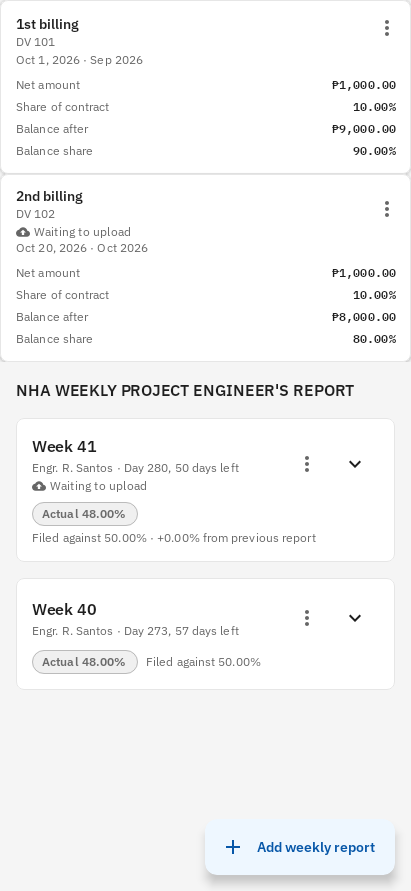 1st billing
DV 101
Oct 1, 2026 · Sep 2026
Net amount ₱1,000.00
Share of contract 10.00%
Balance after ₱9,000.00
Balance share 90.00%
2nd billing
DV 102
Waiting to upload
Oct 20, 2026 · Oct 2026
Net amount ₱1,000.00
Share of contract 10.00%
Balance after ₱8,000.00
Balance share 80.00%
NHA WEEKLY PROJECT ENGINEER'S REPORT
Week 41
Engr. R. Santos · Day 280, 50 days left
Waiting to upload
Actual 48.00%
Filed against 50.00% · +0.00% from previous report
Week 40
Engr. R. Santos · Day 273, 57 days left
Actual 48.00% Filed against 50.00%
Add weekly report